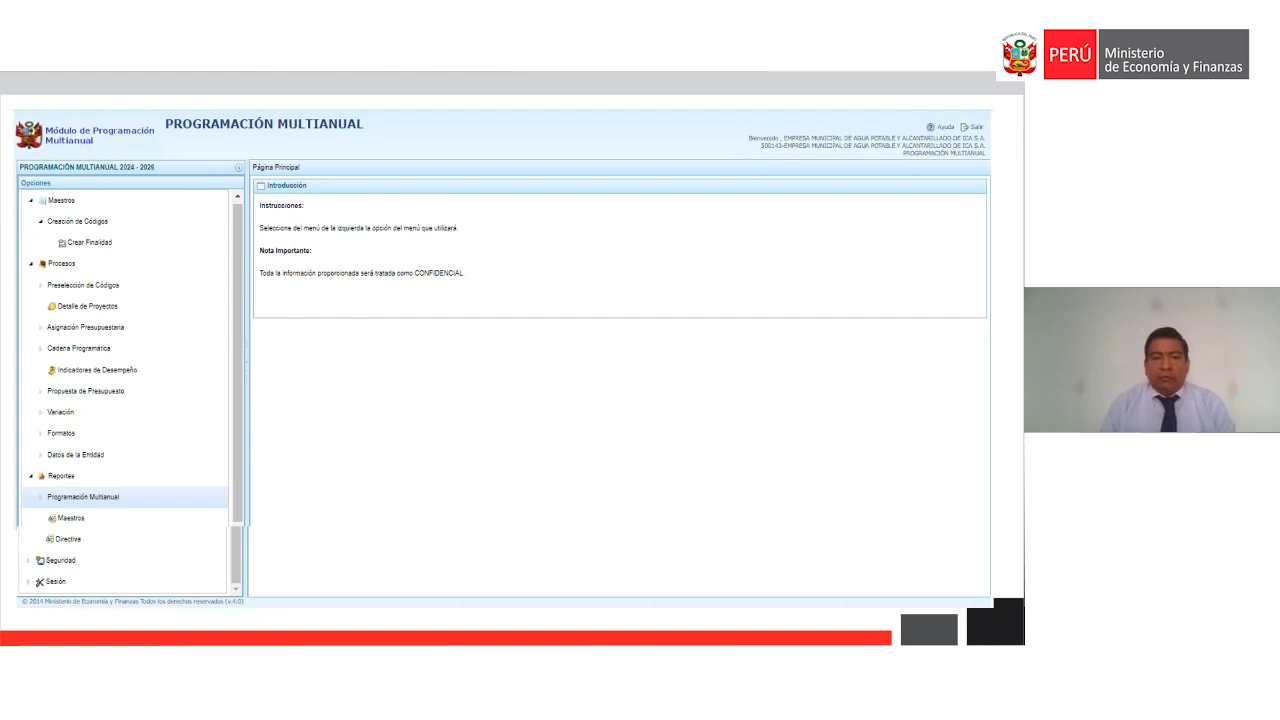 PERÚ
Ministerio
de Economía y Finanzas
Módulo de Programación
Multianual
PROGRAMACIÓN MULTIANUAL
Ayuda Salir
Bienvenido , EMPRESA MUNICIPAL DE AGUA POTABLE Y ALCANTARILLADO DE ICA S.A.
500143-EMPRESA MUNICIPAL DE AGUA POTABLE Y ALCANTARILLADO DE ICA S.A.
PROGRAMACIÓN MULTIANUAL
PROGRAMACIÓN MULTIANUAL 2024 - 2026
Opciones
Maestros
Creación de Códigos
Crear Finalidad
Procesos
Preselección de Códigos
Detalle de Proyectos
Asignación Presupuestaria
Cadena Programática
Indicadores de Desempeño
Propuesta de Presupuesto
Variación
Formatos
Datos de la Entidad
Reportes
Programación Multianual
Maestros
Directiva
Seguridad
Sesión
Página Principal
Introducción
Instrucciones:
Seleccione del menú de la izquierda la opción del menú que utilizará.
Nota Importante:
Toda la información proporcionada será tratada como CONFIDENCIAL.
© 2014 Ministerio de Economía y Finanzas Todos los derechos reservados (v.4.0)